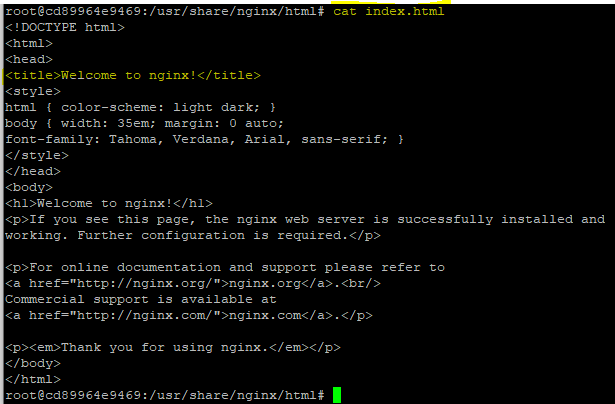 root@cd89964e9469:/usr/share/nginx/html# cat index.html
<!DOCTYPE html>
<html>
<head>
<title>Welcome to nginx!</title>
<style>
html { color-scheme: light dark; }
body { width: 35em; margin: 0 auto;
font-family: Tahoma, Verdana, Arial, sans-serif; }
</style>
</head>
<body>
<h1>Welcome to nginx!</h1>
<p>If you see this page, the nginx web server is successfully installed and
working. Further configuration is required.</p>

<p>For online documentation and support please refer to
<a href="http://nginx.org/">nginx.org</a>.<br/>
Commercial support is available at
<a href="http://nginx.com/">nginx.com</a>.</p>

<p><em>Thank you for using nginx.</em></p>
</body>
</html>
root@cd89964e9469:/usr/share/nginx/html#